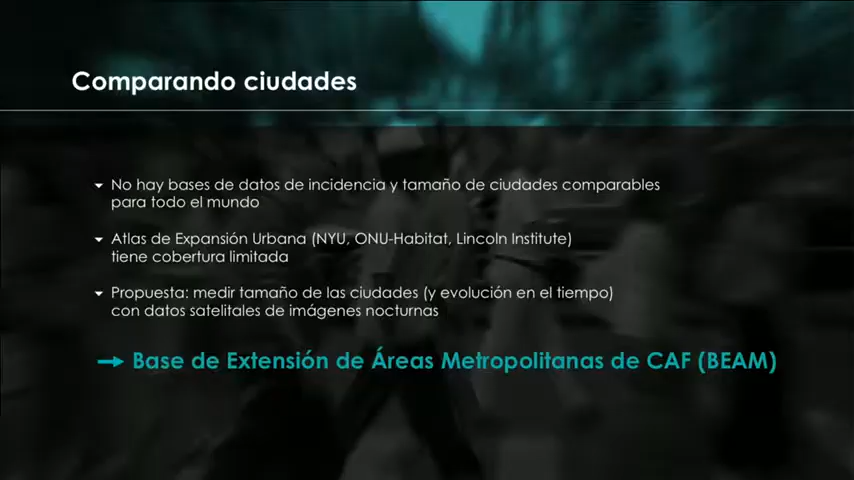 Comparando ciudades
No hay bases de datos de incidencia y tamaño de ciudades comparables
para todo el mundo
Atlas de Expansión Urbana (NYU, ONU-Habitat, Lincoln Institute)
tiene cobertura limitada
Propuesta: medir tamaño de las ciudades (y evolución en el tiempo)
con datos satelitales de imágenes nocturnas
Base de Extensión de Áreas Metropolitanas de CAF (BEAM)